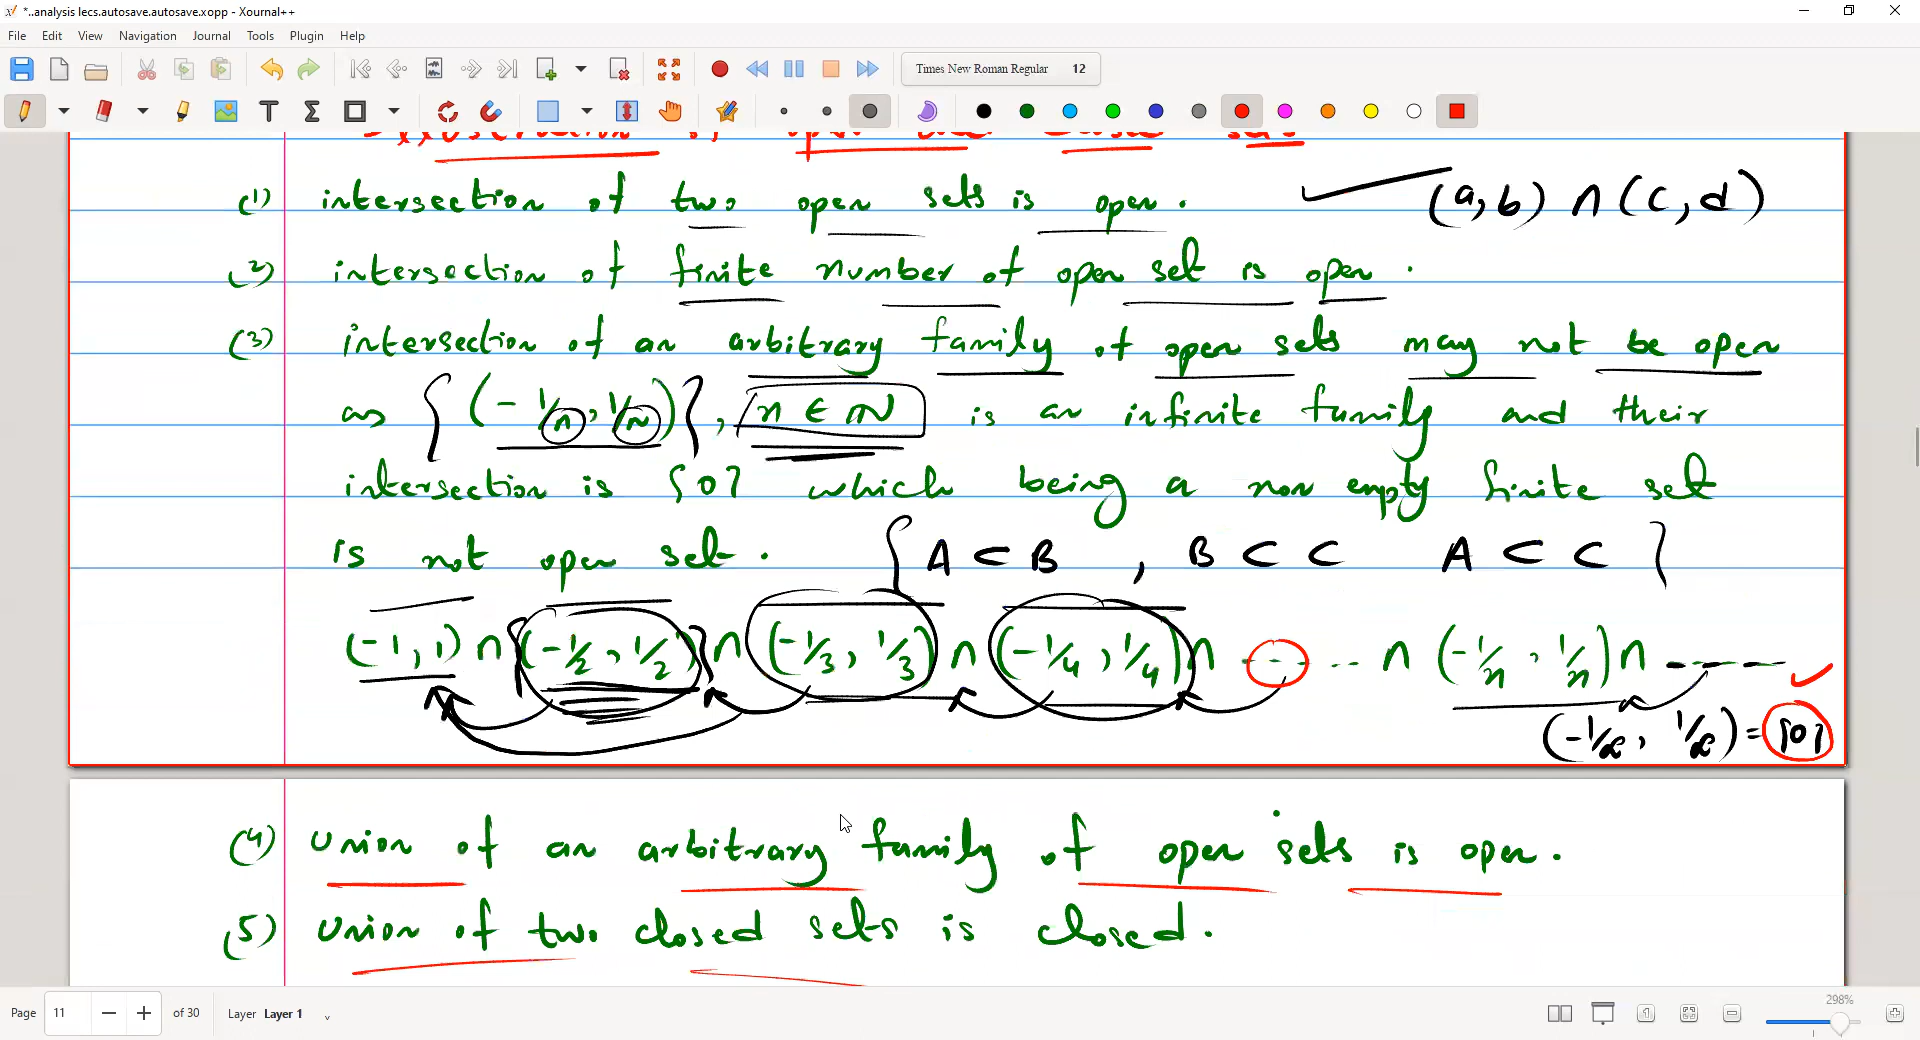 *..analysis lecs.autosave.autosave.xopp - Xournal++
File Edit View Navigation Journal Tools Plugin Help
Times New Roman Regular 12
(1) intersection of two open sets is open. (a,b) ∩ (c,d)
(2) intersection of finite number of open set is open.
(3) intersection of an arbitrary family of open sets may not be open
as { (-1/n, 1/n) }, n ∈ N is an infinite family and their
intersection is {0} which being a non empty finite set
is not open set. { A ⊂ B , B ⊂ C A ⊂ C }
(-1,1) ∩ {(-1/2, 1/2)} ∩ (-1/3, 1/3) ∩ (-1/4, 1/4) ∩ ---.. ∩ (-1/n, 1/n) ∩ ----
(-1/∞, 1/∞) = {0}
(4) union of an arbitrary family of open sets is open.
(5) union of two closed sets is closed.
Page 11 of 30 Layer Layer 1 298%